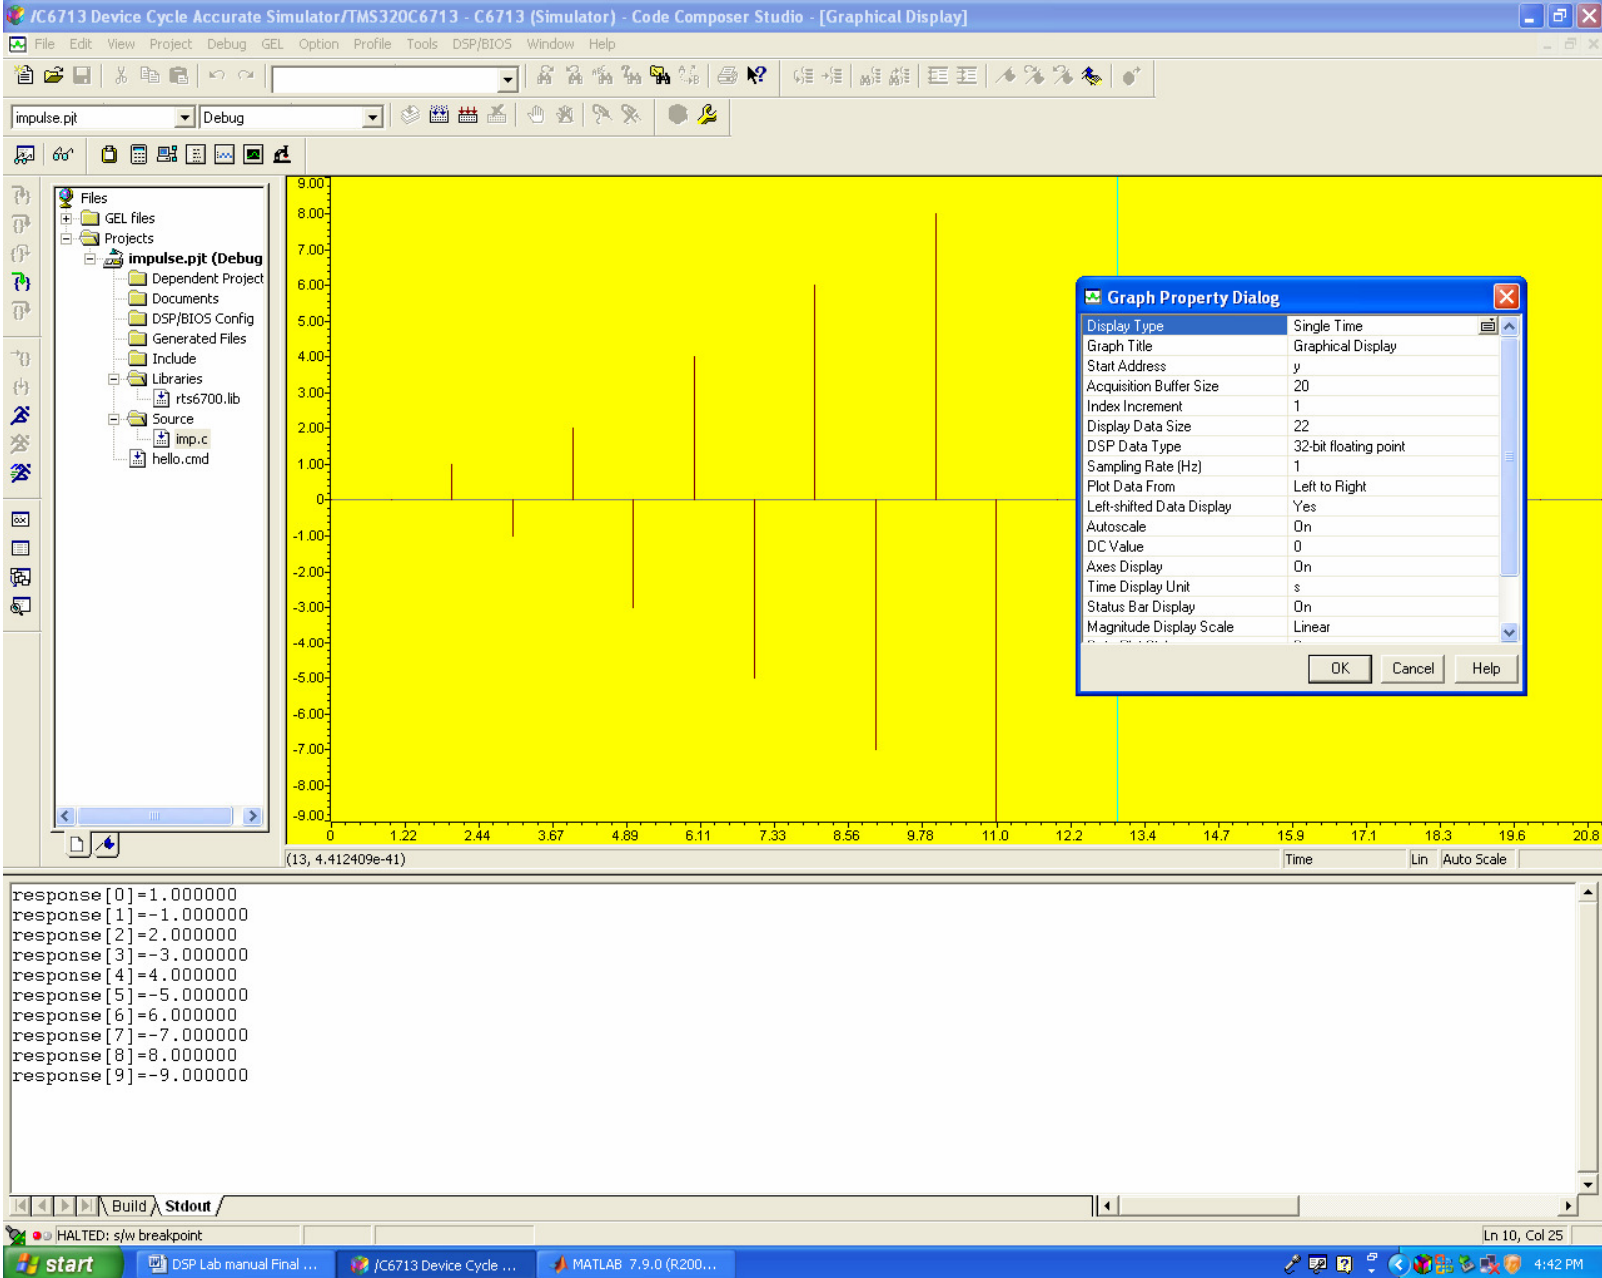 /C6713 Device Cycle Accurate Simulator/TMS320C6713 - C6713 (Simulator) - Code Composer Studio - [Graphical Display]
File Edit View Project Debug GEL Option Profile Tools DSP/BIOS Window Help
impulse.pjt Debug
Files
GEL files
Projects
impulse.pjt (Debug
Dependent Project
Documents
DSP/BIOS Config
Generated Files
Include
Libraries
rts6700.lib
Source
imp.c
hello.cmd
9.00
8.00
7.00
6.00
5.00
4.00
3.00
2.00
1.00
0
-1.00
-2.00
-3.00
-4.00
-5.00
-6.00
-7.00
-8.00
-9.00
0 1.22 2.44 3.67 4.89 6.11 7.33 8.56 9.78 11.0 12.2 13.4 14.7 15.9 17.1 18.3 19.6 20.8
(13, 4.412409e-41) Time Lin Auto Scale
Graph Property Dialog
Display Type Single Time
Graph Title Graphical Display
Start Address y
Acquisition Buffer Size 20
Index Increment 1
Display Data Size 22
DSP Data Type 32-bit floating point
Sampling Rate (Hz) 1
Plot Data From Left to Right
Left-shifted Data Display Yes
Autoscale On
DC Value 0
Axes Display On
Time Display Unit s
Status Bar Display On
Magnitude Display Scale Linear
OK Cancel Help
response[0]=1.000000
response[1]=-1.000000
response[2]=2.000000
response[3]=-3.000000
response[4]=4.000000
response[5]=-5.000000
response[6]=6.000000
response[7]=-7.000000
response[8]=8.000000
response[9]=-9.000000
Build Stdout
HALTED: s/w breakpoint Ln 10, Col 25
start DSP Lab manual Final ... /C6713 Device Cycle ... MATLAB 7.9.0 (R200... 4:42 PM